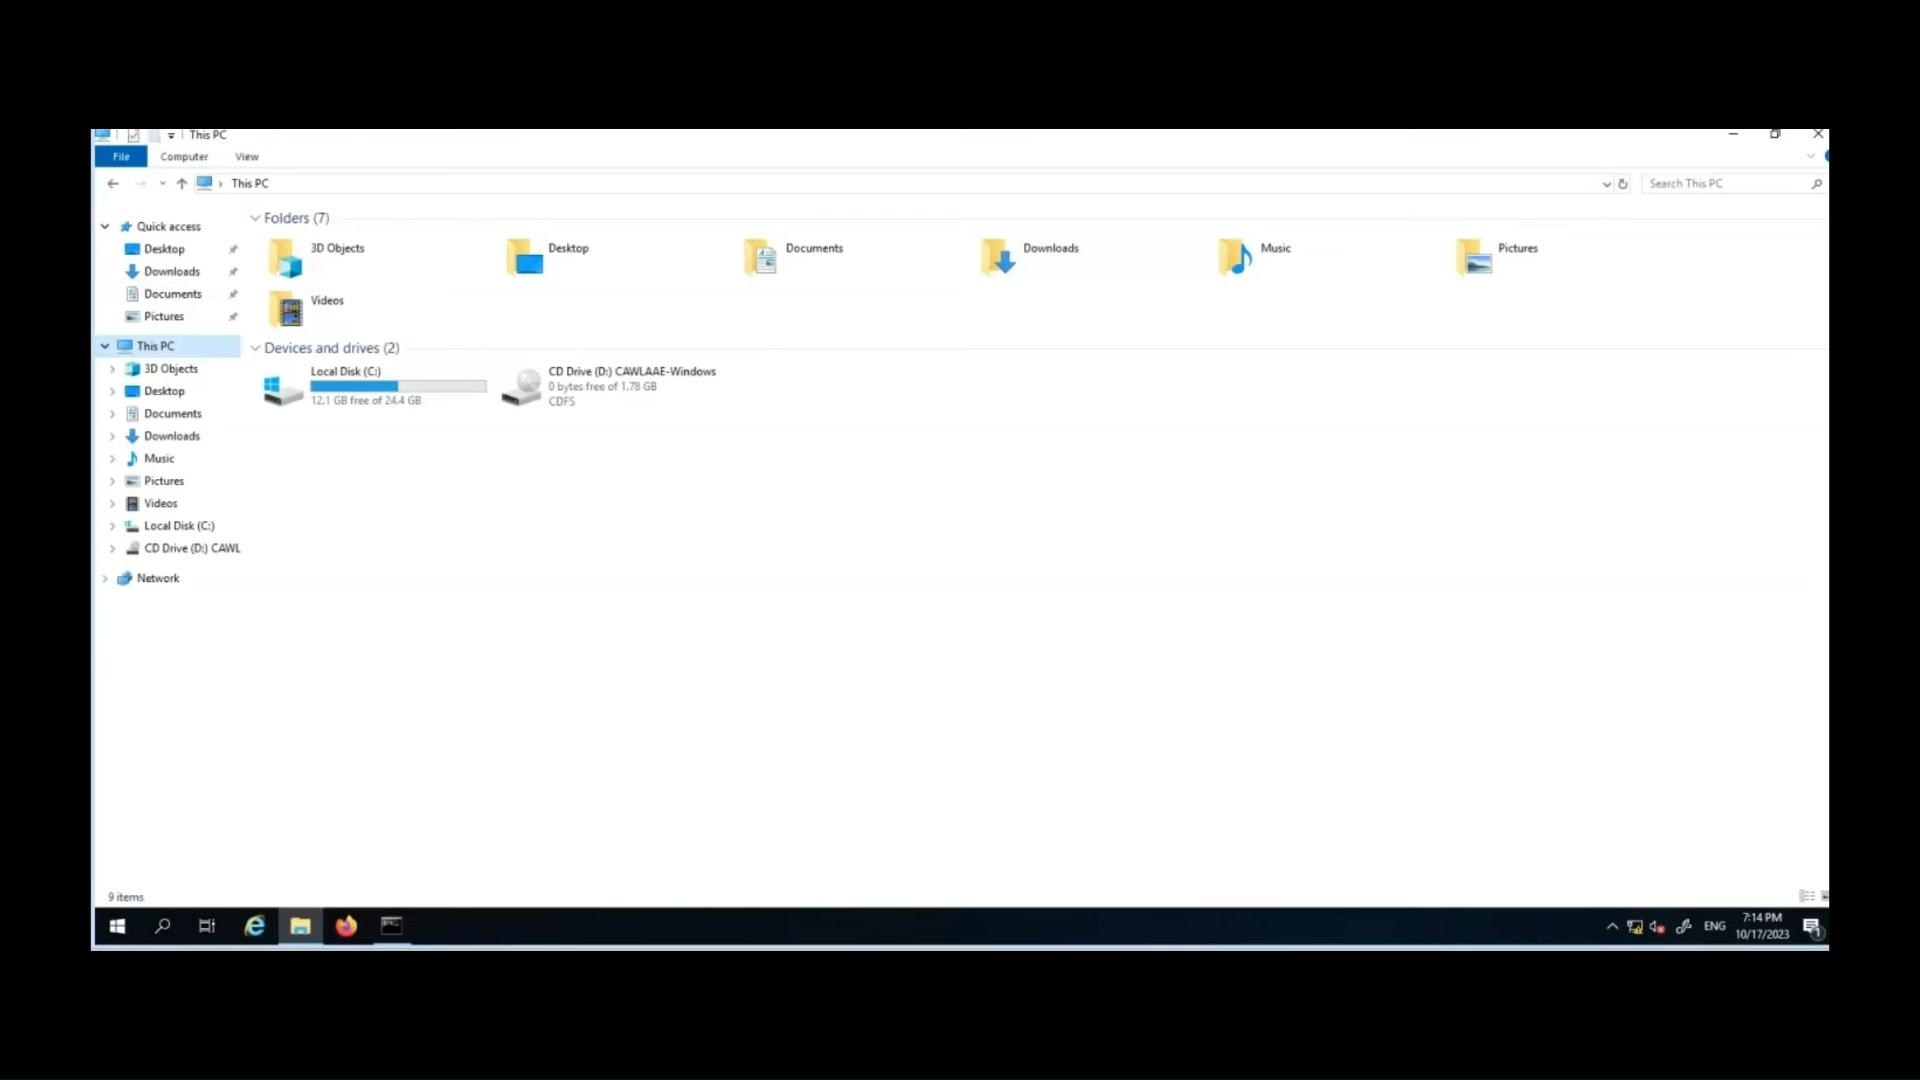 This PC
File Computer View
This PC
Search This PC
Quick access
Desktop
Downloads
Documents
Pictures
This PC
3D Objects
Desktop
Documents
Downloads
Music
Pictures
Videos
Local Disk (C:)
CD Drive (D:) CAWL
Network
Folders (7)
3D Objects
Desktop
Documents
Downloads
Music
Pictures
Videos
Devices and drives (2)
Local Disk (C:)
12.1 GB free of 24.4 GB
CD Drive (D:) CAWLAAE-Windows
0 bytes free of 1.78 GB
CDFS
9 items
ENG
7:14 PM
10/17/2023
1